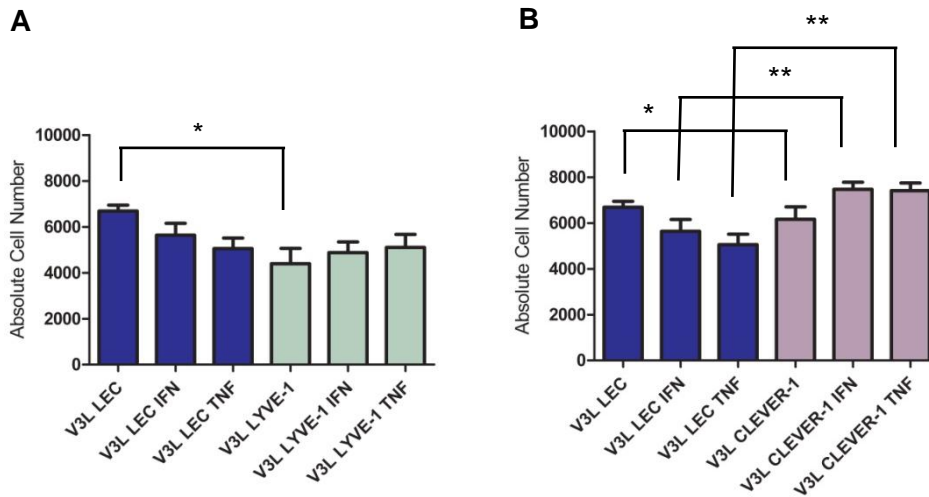 A
*
10000
8000
6000
4000
2000
0
Absolute Cell Number
V3L LEC
V3L LEC IFN
V3L LEC TNF
V3L LYVE-1
V3L LYVE-1 IFN
V3L LYVE-1 TNF
B
**
**
*
10000
8000
6000
4000
2000
0
Absolute Cell Number
V3L LEC
V3L LEC IFN
V3L LEC TNF
V3L CLEVER-1
V3L CLEVER-1 IFN
V3L CLEVER-1 TNF